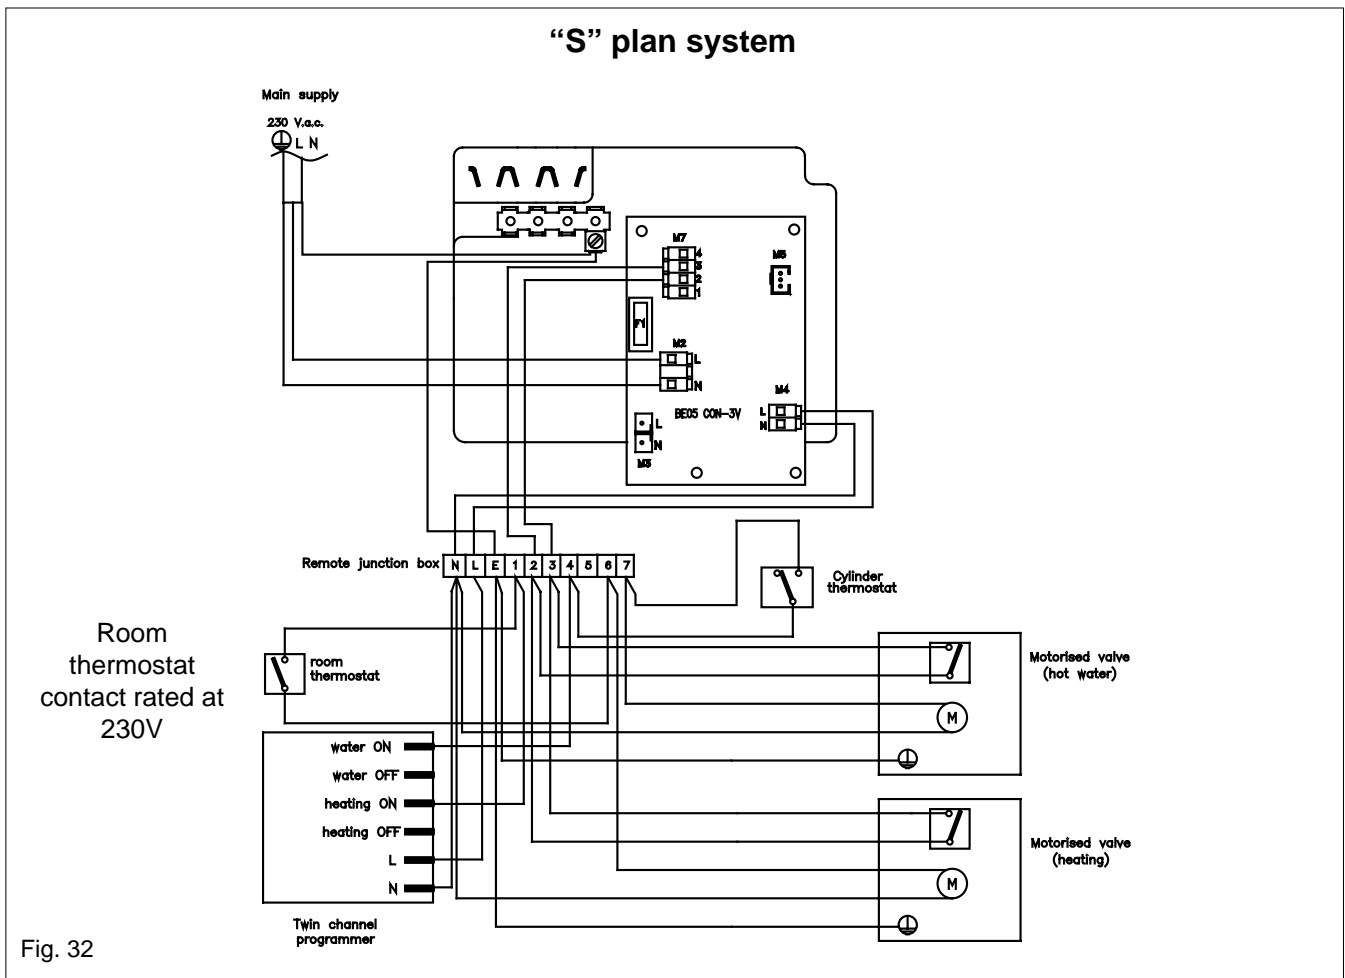 “S” plan system
Main supply
230 V.a.c.
L N
M7
4
3
2
1
M5
F1
M2
L
N
M4
L
N
BE05 CON-3V
L
N
M3
Remote junction box N L E 1 2 3 4 5 6 7
Cylinder
thermostat
Room
thermostat
contact rated at
230V
room
thermostat
Motorised valve
(hot water)
M
water ON
water OFF
heating ON
heating OFF
L
N
Motorised valve
(heating)
M
Twin channel
programmer
Fig. 32